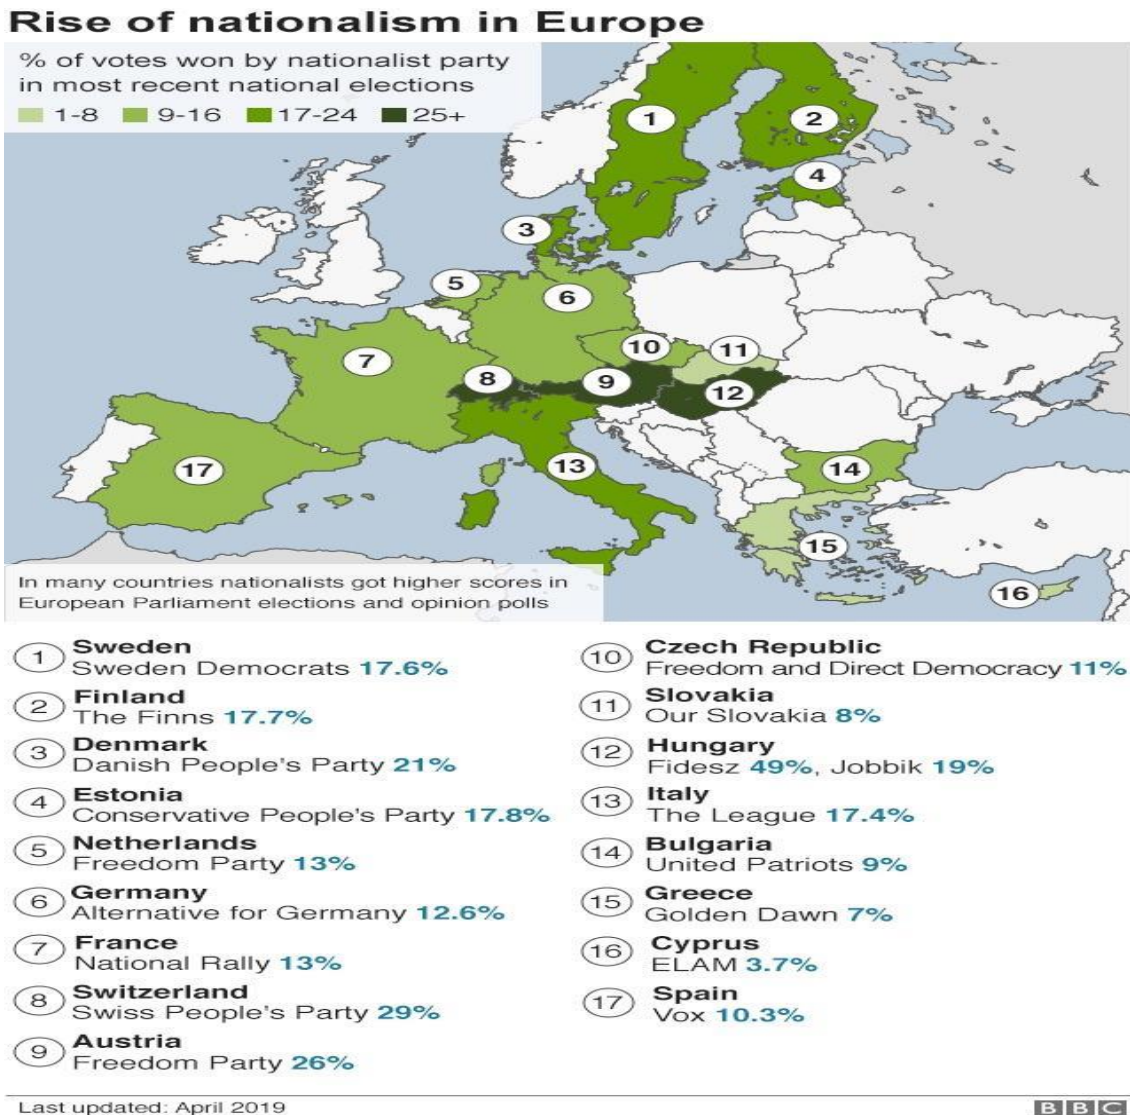 Rise of nationalism in Europe
% of votes won by nationalist party
in most recent national elections
1-8 9-16 17-24 25+
1
2
3
4
5
6
7
8
9
10
11
12
13
14
15
16
17
In many countries nationalists got higher scores in
European Parliament elections and opinion polls
1 Sweden
Sweden Democrats 17.6%
2 Finland
The Finns 17.7%
3 Denmark
Danish People's Party 21%
4 Estonia
Conservative People's Party 17.8%
5 Netherlands
Freedom Party 13%
6 Germany
Alternative for Germany 12.6%
7 France
National Rally 13%
8 Switzerland
Swiss People's Party 29%
9 Austria
Freedom Party 26%
10 Czech Republic
Freedom and Direct Democracy 11%
11 Slovakia
Our Slovakia 8%
12 Hungary
Fidesz 49%, Jobbik 19%
13 Italy
The League 17.4%
14 Bulgaria
United Patriots 9%
15 Greece
Golden Dawn 7%
16 Cyprus
ELAM 3.7%
17 Spain
Vox 10.3%
Last updated: April 2019
BBC